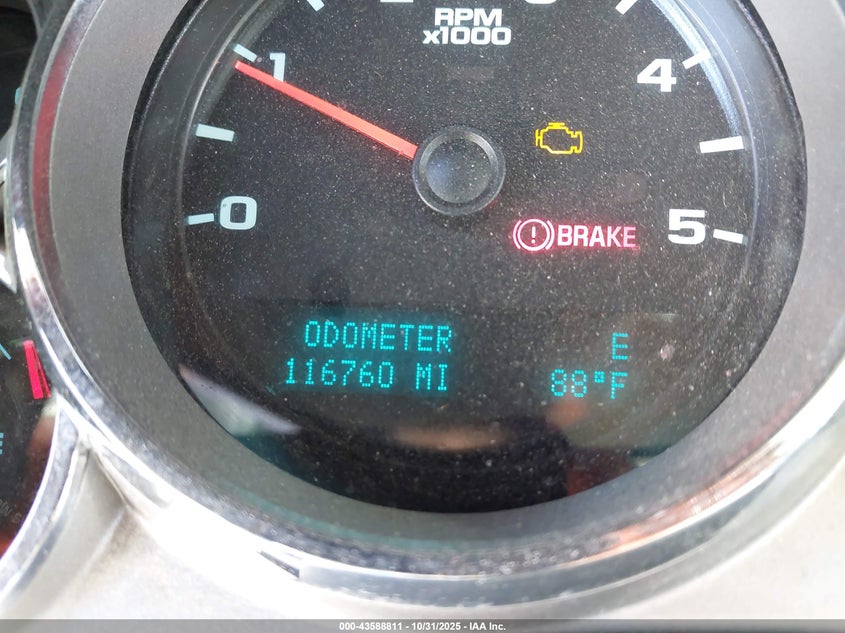 RPM
x1000
1
4
0
5
BRAKE
ODOMETER
E
116760 MI
88°F
000-43588811 | 10/31/2025 | IAA Inc.